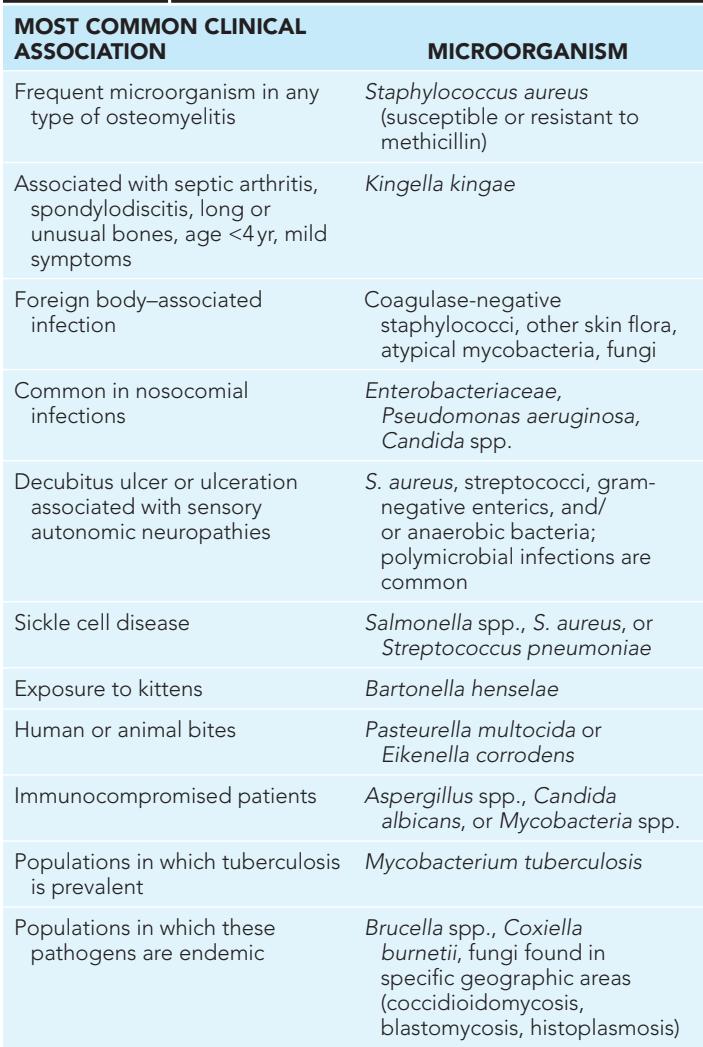 MOST COMMON CLINICAL
ASSOCIATION
MICROORGANISM
Frequent microorganism in any
type of osteomyelitis
Staphylococcus aureus
(susceptible or resistant to
methicillin)
Associated with septic arthritis,
spondylodiscitis, long or
unusual bones, age <4 yr, mild
symptoms
Kingella kingae
Foreign body–associated
infection
Coagulase-negative
staphylococci, other skin flora,
atypical mycobacteria, fungi
Common in nosocomial
infections
Enterobacteriaceae,
Pseudomonas aeruginosa,
Candida spp.
Decubitus ulcer or ulceration
associated with sensory
autonomic neuropathies
S. aureus, streptococci, gram-
negative enterics, and/
or anaerobic bacteria;
polymicrobial infections are
common
Sickle cell disease
Salmonella spp., S. aureus, or
Streptococcus pneumoniae
Exposure to kittens
Bartonella henselae
Human or animal bites
Pasteurella multocida or
Eikenella corrodens
Immunocompromised patients
Aspergillus spp., Candida
albicans, or Mycobacteria spp.
Populations in which tuberculosis
is prevalent
Mycobacterium tuberculosis
Populations in which these
pathogens are endemic
Brucella spp., Coxiella
burnetii, fungi found in
specific geographic areas
(coccidioidomycosis,
blastomycosis, histoplasmosis)